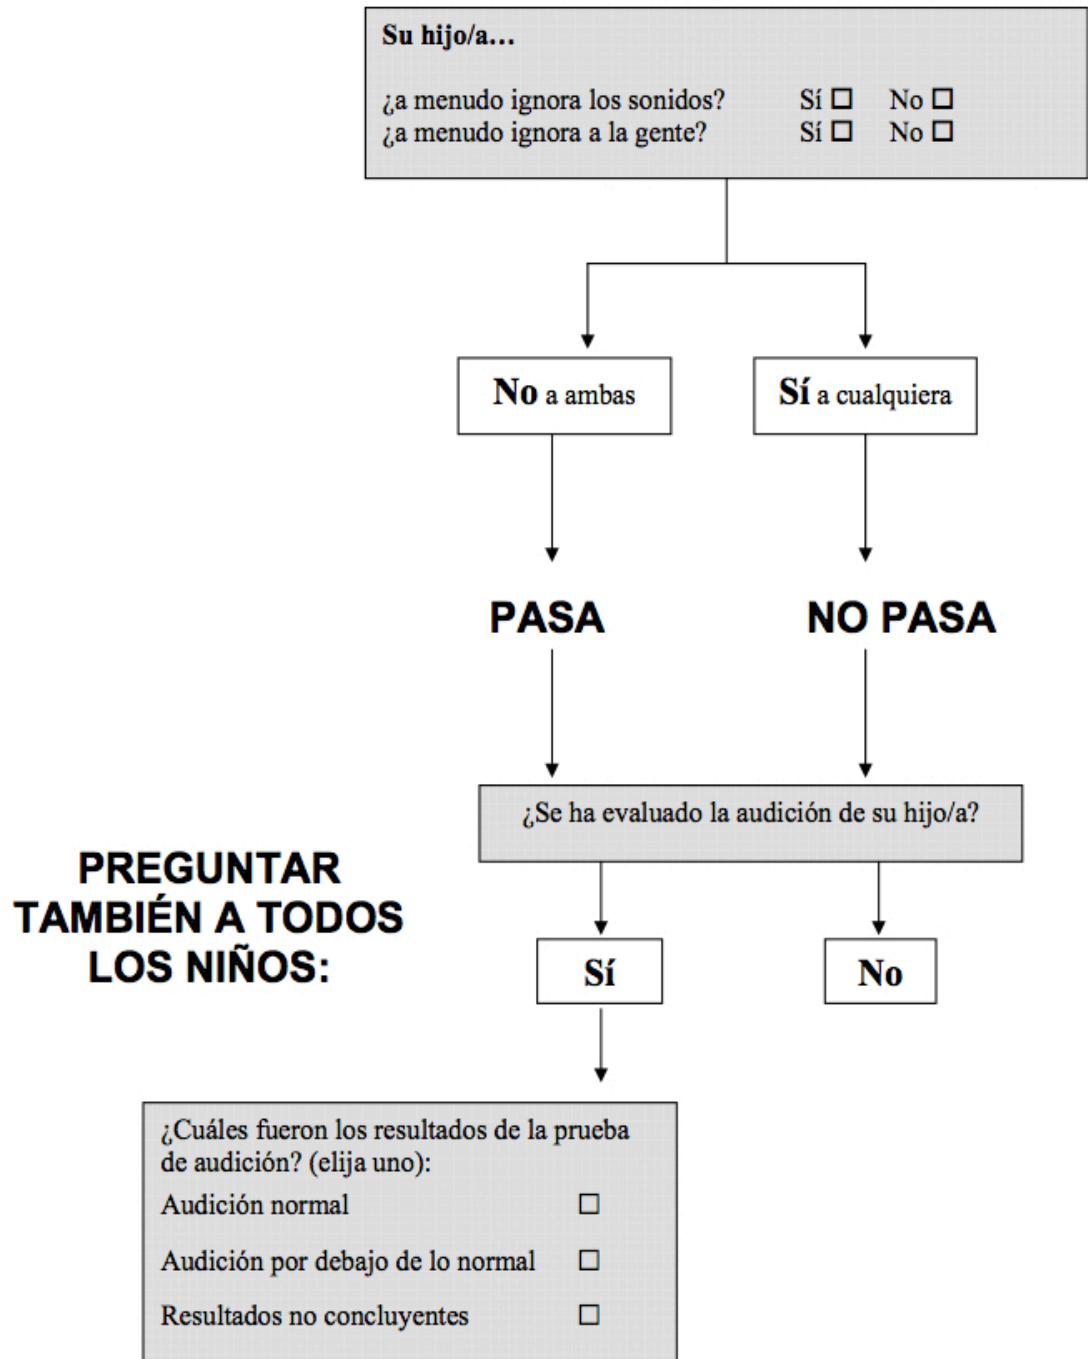 Su hijo/a...
¿a menudo ignora los sonidos? Sí ☐ No ☐
¿a menudo ignora a la gente? Sí ☐ No ☐
No a ambas
Sí a cualquiera
PASA
NO PASA
¿Se ha evaluado la audición de su hijo/a?
PREGUNTAR
TAMBIÉN A TODOS
LOS NIÑOS:
Sí
No
¿Cuáles fueron los resultados de la prueba
de audición? (elija uno):
Audición normal ☐
Audición por debajo de lo normal ☐
Resultados no concluyentes ☐